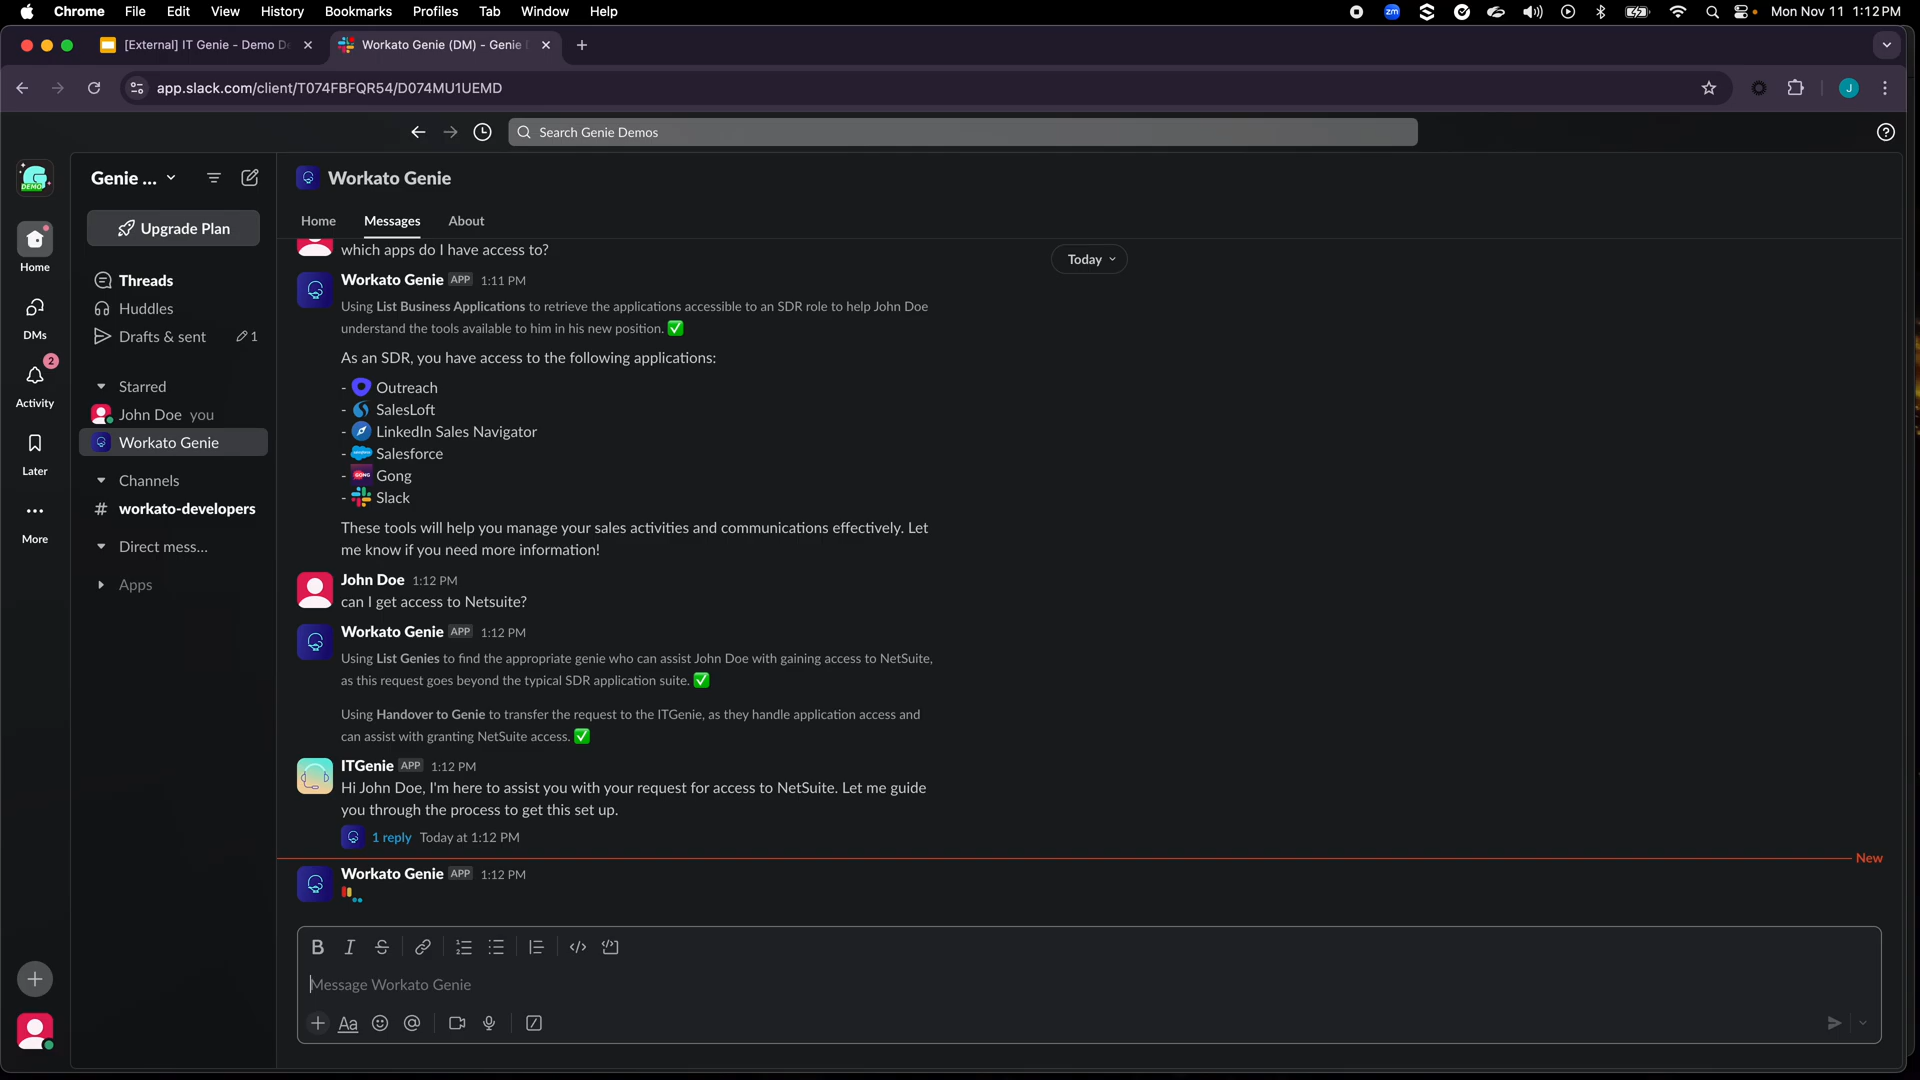 Chrome File Edit View History Bookmarks Profiles Tab Window Help
zm
Mon Nov 11 1:12 PM
[External] IT Genie - Demo De
Workato Genie (DM) - Genie D
app.slack.com/client/T074FBFQR54/D074MU1UEMD
J
Search Genie Demos
DEMO
Genie ...
Upgrade Plan
Home
DMs
2
Activity
Later
More
Threads
Huddles
Drafts & sent 1
Starred
John Doe you
Workato Genie
Channels
# workato-developers
Direct mess...
Apps
Workato Genie
Home Messages About
Today
which apps do I have access to?
Workato Genie APP 1:11 PM
Using List Business Applications to retrieve the applications accessible to an SDR role to help John Doe
understand the tools available to him in his new position. ✅
As an SDR, you have access to the following applications:
- Outreach
- SalesLoft
- LinkedIn Sales Navigator
- Salesforce
- GONG Gong
- Slack
These tools will help you manage your sales activities and communications effectively. Let
me know if you need more information!
John Doe 1:12 PM
can I get access to Netsuite?
Workato Genie APP 1:12 PM
Using List Genies to find the appropriate genie who can assist John Doe with gaining access to NetSuite,
as this request goes beyond the typical SDR application suite. ✅
Using Handover to Genie to transfer the request to the ITGenie, as they handle application access and
can assist with granting NetSuite access. ✅
ITGenie APP 1:12 PM
Hi John Doe, I'm here to assist you with your request for access to NetSuite. Let me guide
you through the process to get this set up.
1 reply Today at 1:12 PM
New
Workato Genie APP 1:12 PM
B I S
Message Workato Genie
Aa